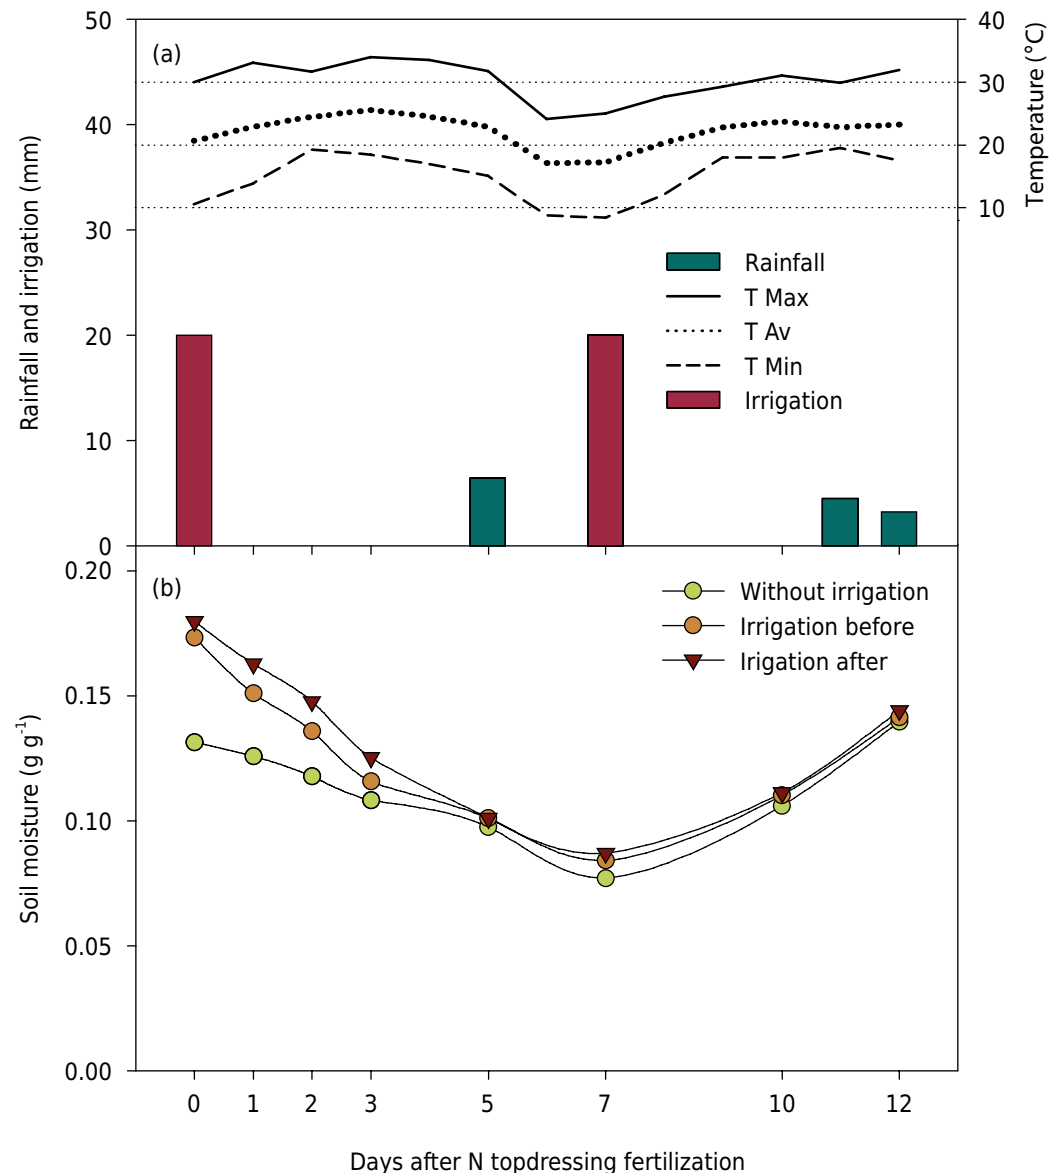 50
40
30
20
10
0
Rainfall and irrigation (mm)
(a)
40
30
20
10
Temperature (°C)
Rainfall
T Max
T Av
T Min
Irrigation
0.20
0.15
0.10
0.05
0.00
Soil moisture (g g⁻¹)
(b)
Without irrigation
Irrigation before
Irigation after
0 1 2 3 5 7 10 12
Days after N topdressing fertilization